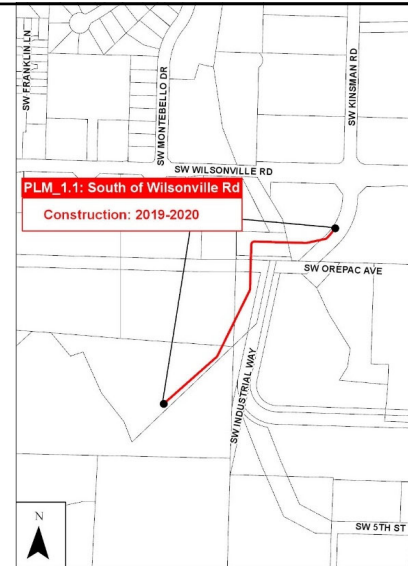 SW FRANKLIN LN
SW MONTEBELLO DR
SW KINSMAN RD
SW WILSONVILLE RD
PLM_1.1: South of Wilsonville Rd
Construction: 2019-2020
SW OREPAC AVE
SW INDUSTRIAL WAY
SW 5TH ST
N